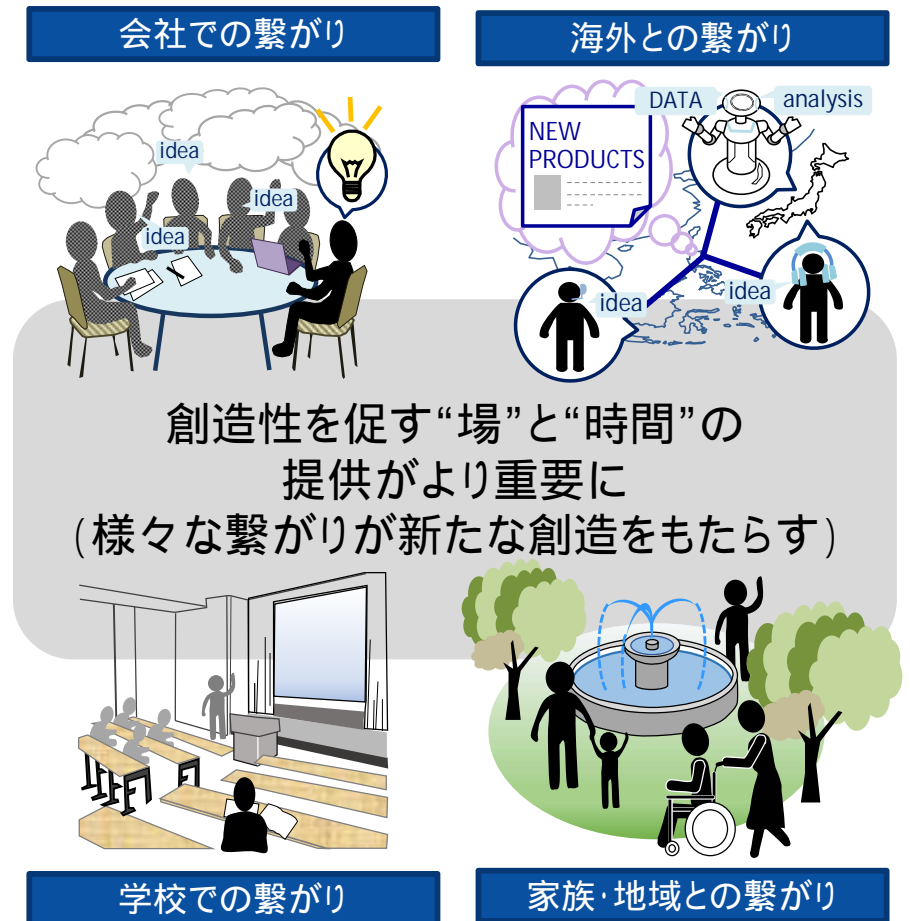 会社での繋がり
海外との繋がり
idea
idea
idea
DATA
analysis
NEW
PRODUCTS
idea
idea
創造性を促す“場”と“時間”の
提供がより重要に
(様々な繋がりが新たな創造をもたらす)
学校での繋がり
家族・地域との繋がり